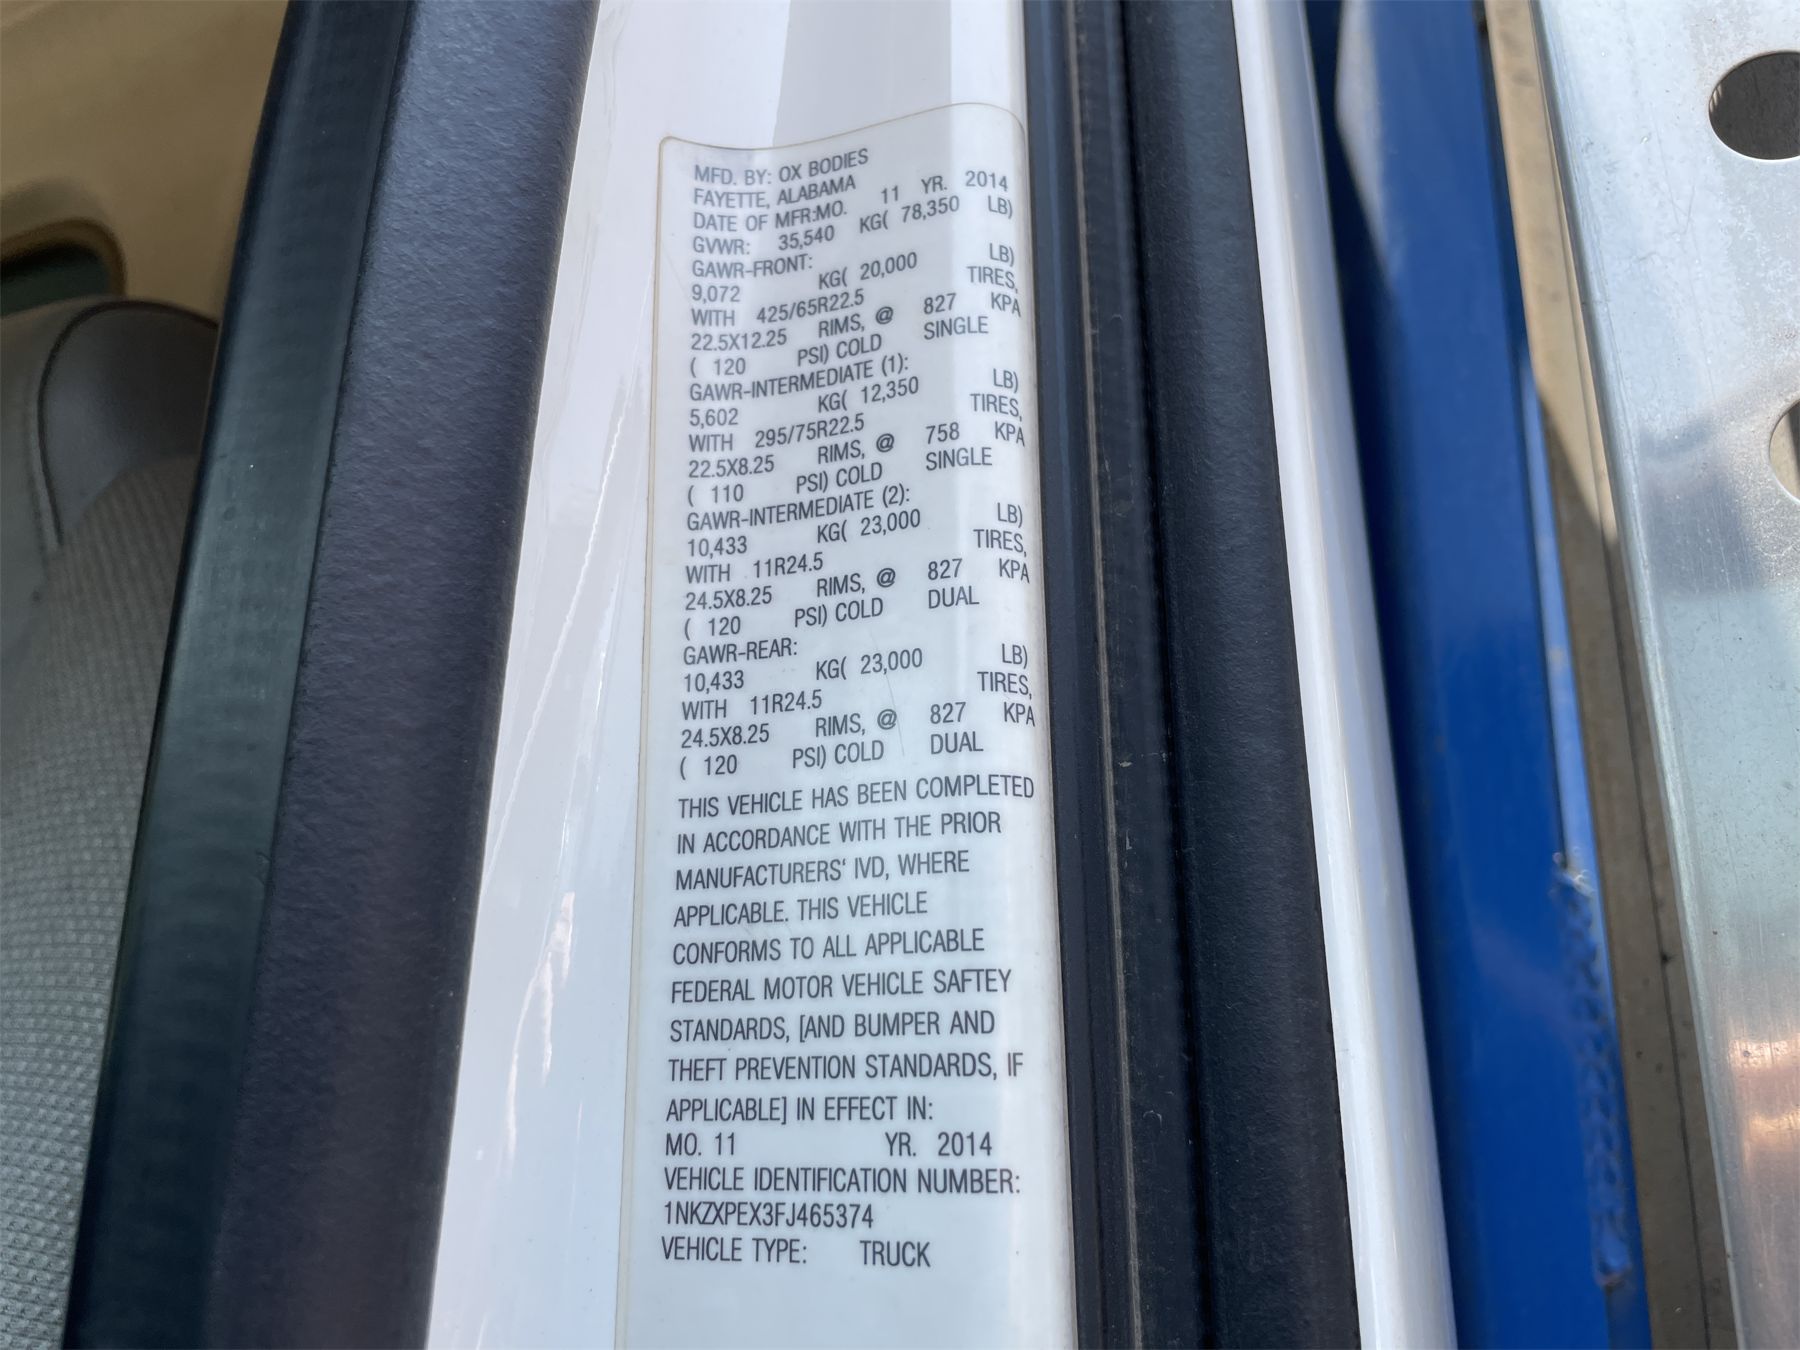 MFD. BY: OX BODIES
FAYETTE, ALABAMA
DATE OF MFR:MO. 11 YR. 2014
GVWR: 35,540 KG( 78,350 LB)
GAWR-FRONT:
9,072 KG( 20,000 LB)
WITH 425/65R22.5 TIRES,
22.5X12.25 RIMS, @ 827 KPA
( 120 PSI) COLD SINGLE
GAWR-INTERMEDIATE (1):
5,602 KG( 12,350 LB)
WITH 295/75R22.5 TIRES,
22.5X8.25 RIMS, @ 758 KPA
( 110 PSI) COLD SINGLE
GAWR-INTERMEDIATE (2):
10,433 KG( 23,000 LB)
WITH 11R24.5 TIRES,
24.5X8.25 RIMS, @ 827 KPA
( 120 PSI) COLD DUAL
GAWR-REAR:
10,433 KG( 23,000 LB)
WITH 11R24.5 TIRES,
24.5X8.25 RIMS, @ 827 KPA
( 120 PSI) COLD DUAL
THIS VEHICLE HAS BEEN COMPLETED
IN ACCORDANCE WITH THE PRIOR
MANUFACTURERS' IVD, WHERE
APPLICABLE. THIS VEHICLE
CONFORMS TO ALL APPLICABLE
FEDERAL MOTOR VEHICLE SAFTEY
STANDARDS, [AND BUMPER AND
THEFT PREVENTION STANDARDS, IF
APPLICABLE] IN EFFECT IN:
MO. 11 YR. 2014
VEHICLE IDENTIFICATION NUMBER:
1NKZXPEX3FJ465374
VEHICLE TYPE: TRUCK